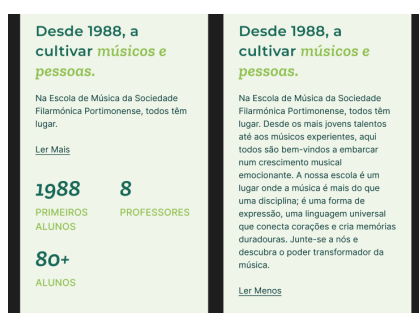 Desde 1988, a
cultivar músicos e
pessoas.
Na Escola de Música da Sociedade
Filarmónica Portimonense, todos têm
lugar.
Ler Mais
1988
PRIMEIROS
ALUNOS
8
PROFESSORES
80+
ALUNOS
Desde 1988, a
cultivar músicos e
pessoas.
Na Escola de Música da Sociedade
Filarmónica Portimonense, todos têm
lugar. Desde os mais jovens talentos
até aos músicos experientes, aqui
todos são bem-vindos a embarcar
num crescimento musical
emocionante. A nossa escola é um
lugar onde a música é mais do que
uma disciplina; é uma forma de
expressão, uma linguagem universal
que conecta corações e cria memórias
duradouras. Junte-se a nós e
descubra o poder transformador da
música.
Ler Menos